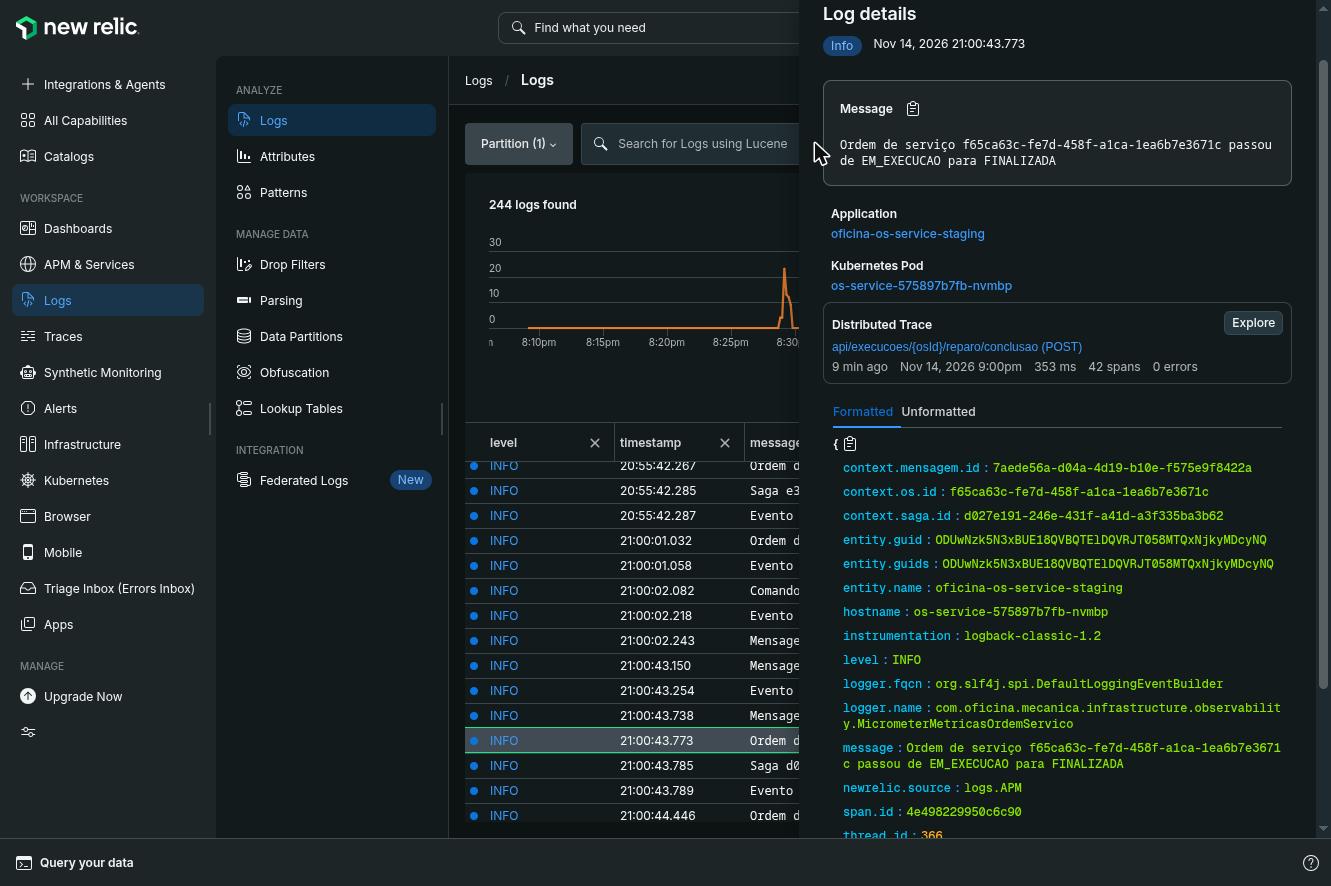 new relic
Find what you need
Integrations & Agents
All Capabilities
Catalogs
WORKSPACE
Dashboards
APM & Services
Logs
Traces
Synthetic Monitoring
Alerts
Infrastructure
Kubernetes
Browser
Mobile
Triage Inbox (Errors Inbox)
Apps
MANAGE
Upgrade Now
ANALYZE
Logs
Attributes
Patterns
MANAGE DATA
Drop Filters
Parsing
Data Partitions
Obfuscation
Lookup Tables
INTEGRATION
Federated Logs New
Logs / Logs
Partition (1)
Search for Logs using Lucene
244 logs found
30
20
10
0
8:10pm 8:15pm 8:20pm 8:25pm 8:30
level timestamp message
INFO 20:55:42.267 Ordem d
INFO 20:55:42.285 Saga e3
INFO 20:55:42.287 Evento
INFO 21:00:01.032 Ordem d
INFO 21:00:01.058 Evento
INFO 21:00:02.082 Comando
INFO 21:00:02.218 Evento
INFO 21:00:02.243 Mensage
INFO 21:00:43.150 Mensage
INFO 21:00:43.254 Evento
INFO 21:00:43.738 Mensage
INFO 21:00:43.773 Ordem d
INFO 21:00:43.785 Saga d0
INFO 21:00:43.789 Evento
INFO 21:00:44.446 Ordem d
Log details
Info Nov 14, 2026 21:00:43.773
Message
Ordem de serviço f65ca63c-fe7d-458f-a1ca-1ea6b7e3671c passou
de EM_EXECUCAO para FINALIZADA
Application
oficina-os-service-staging
Kubernetes Pod
os-service-575897b7fb-nvmbp
Distributed Trace
Explore
api/execucoes/{osId}/reparo/conclusao (POST)
9 min ago Nov 14, 2026 9:00pm 353 ms 42 spans 0 errors
Formatted Unformatted
{
context.mensagem.id : 7aede56a-d04a-4d19-b10e-f575e9f8422a
context.os.id : f65ca63c-fe7d-458f-a1ca-1ea6b7e3671c
context.saga.id : d027e191-246e-431f-a41d-a3f335ba3b62
entity.guid : ODUwNzk5N3xBUE18QVBQTElDQVRJT058MTQxNjkyMDcyNQ
entity.guids : ODUwNzk5N3xBUE18QVBQTElDQVRJT058MTQxNjkyMDcyNQ
entity.name : oficina-os-service-staging
hostname : os-service-575897b7fb-nvmbp
instrumentation : logback-classic-1.2
level : INFO
logger.fqcn : org.slf4j.spi.DefaultLoggingEventBuilder
logger.name : com.oficina.mecanica.infrastructure.observabilit
y.MicrometerMetricasOrdemServico
message : Ordem de serviço f65ca63c-fe7d-458f-a1ca-1ea6b7e3671
c passou de EM_EXECUCAO para FINALIZADA
newrelic.source : logs.APM
span.id : 4e498229950c6c90
thread.id : 366
Query your data